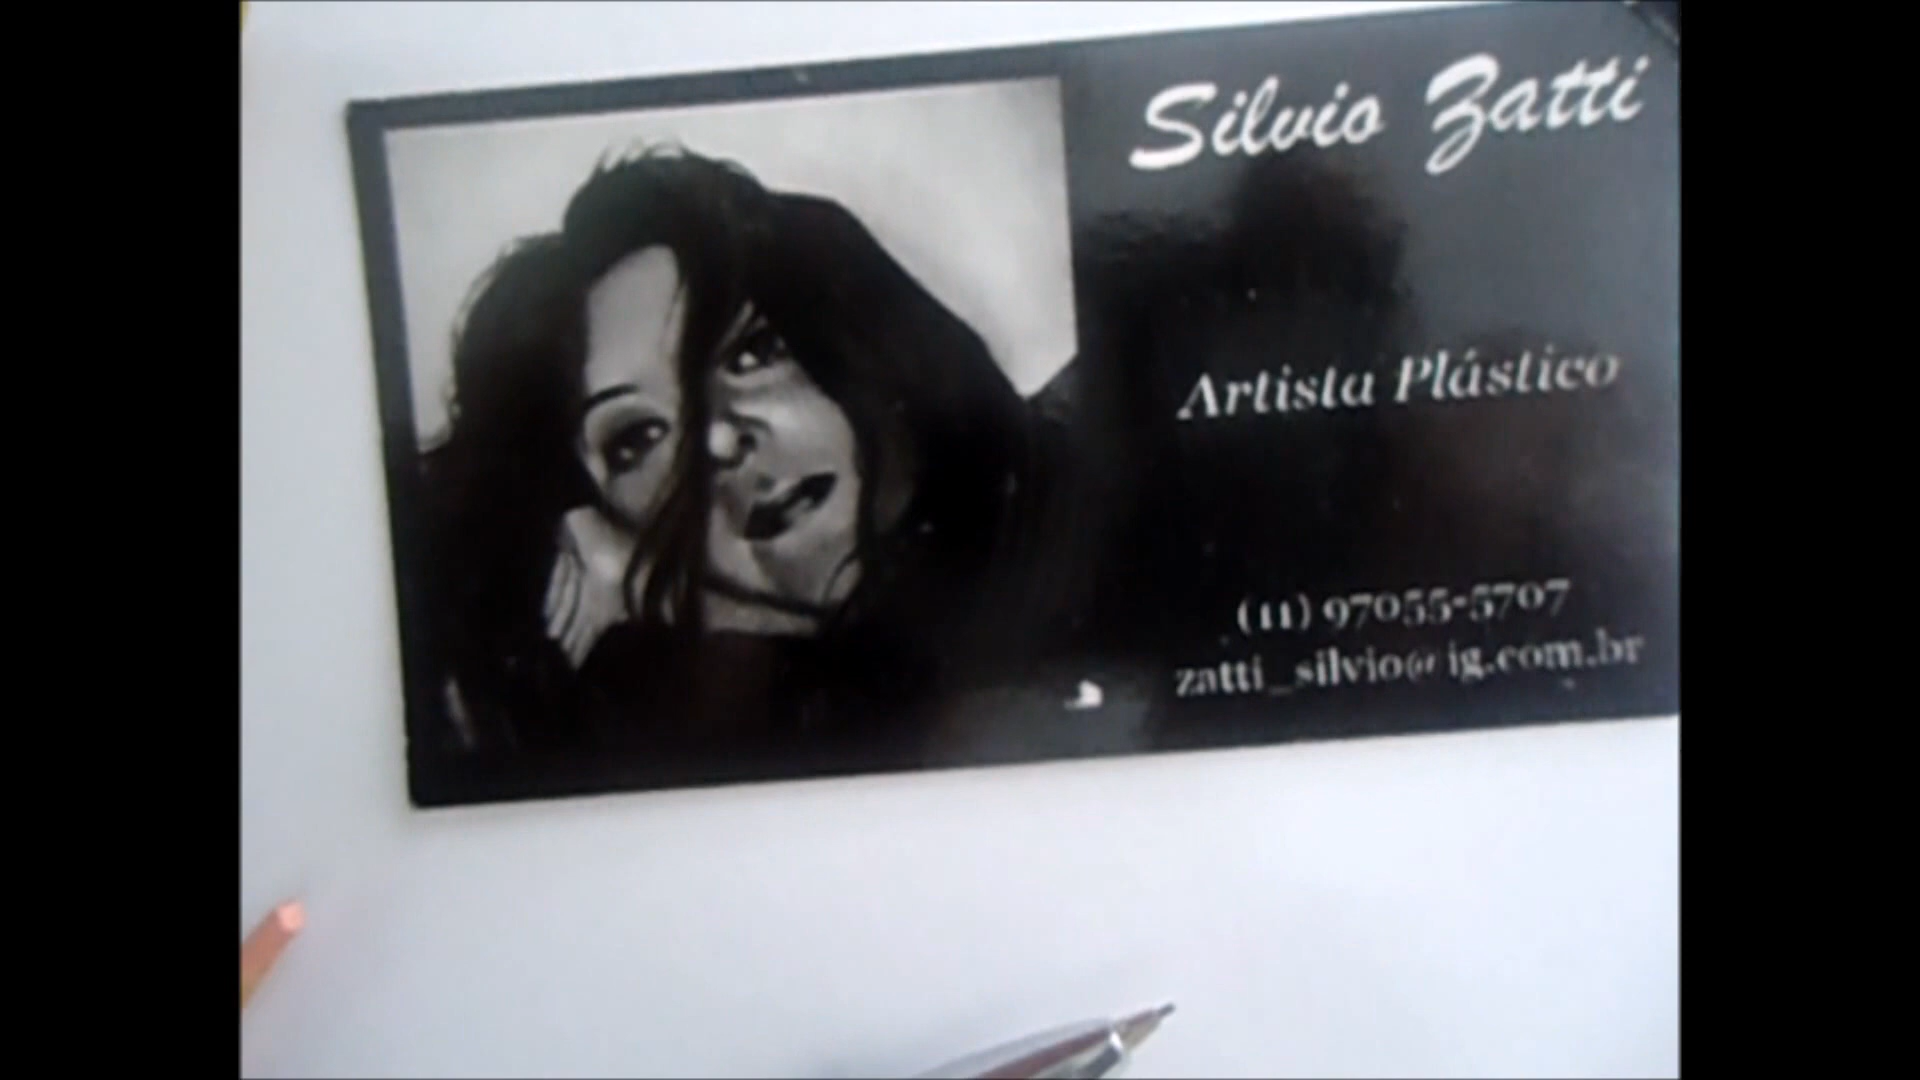 Silvio Zatti
Artista Plástico
(11) 97055-5707
zatti_silvio@ig.com.br